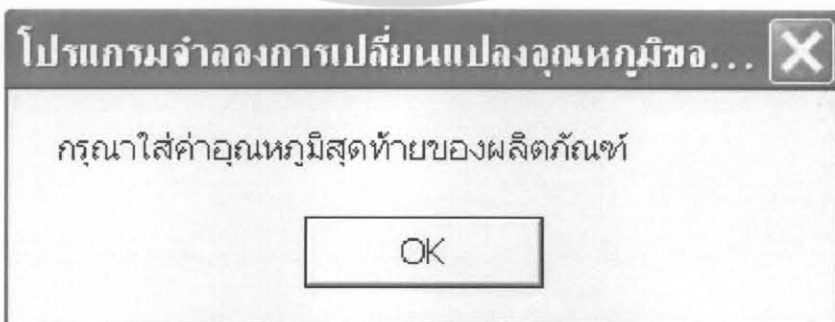 โปรแกรมจำลองการเปลี่ยนแปลงอุณหภูมิขอ...
กรุณาใส่ค่าอุณหภูมิสุดท้ายของผลิตภัณฑ์
OK